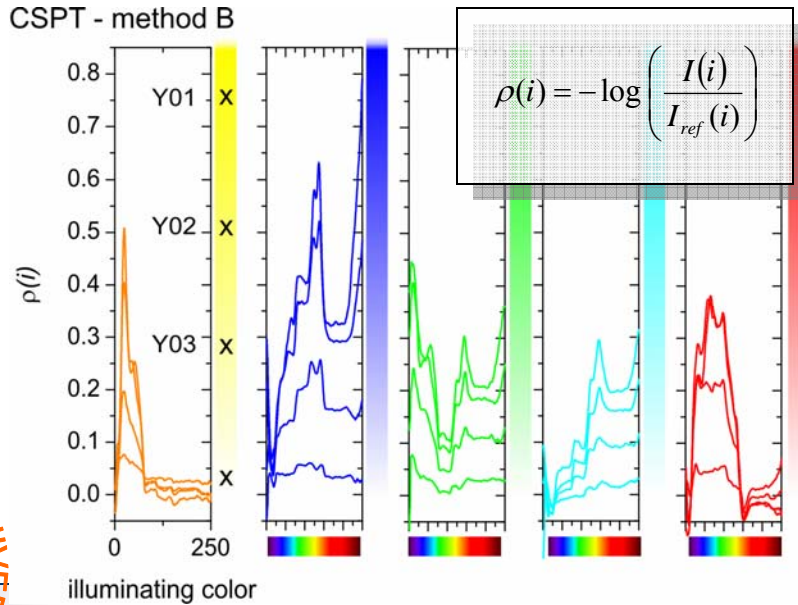 CSPT - method B
ρ(i) = -log ( I(i) / I_ref (i) )
0.8
0.7
0.6
0.5
0.4
0.3
0.2
0.1
0.0
ρ(i)
Y01 x
Y02 x
Y03 x
x
0 250
illuminating color